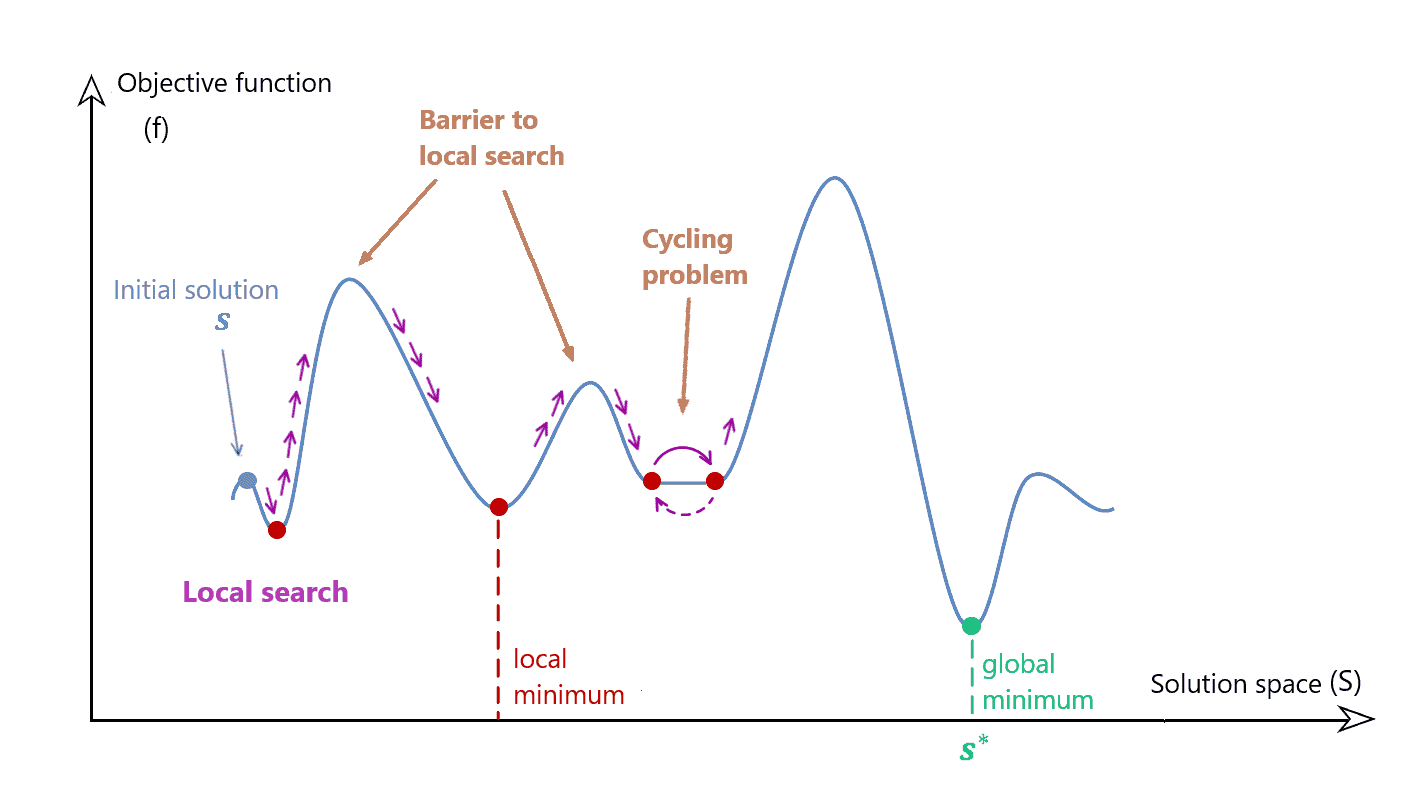 Objective function
(f)
Barrier to
local search
Cycling
problem
Initial solution
s
Local search
local
minimum
global
minimum
Solution space (S)
s*